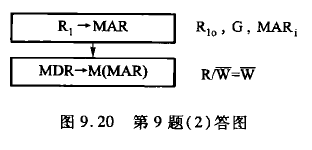 R₁→MAR R₁ₒ , G , MARᵢ
MDR→M(MAR) R/W̅=W̅
图 9.20 第 9 题(2)答图